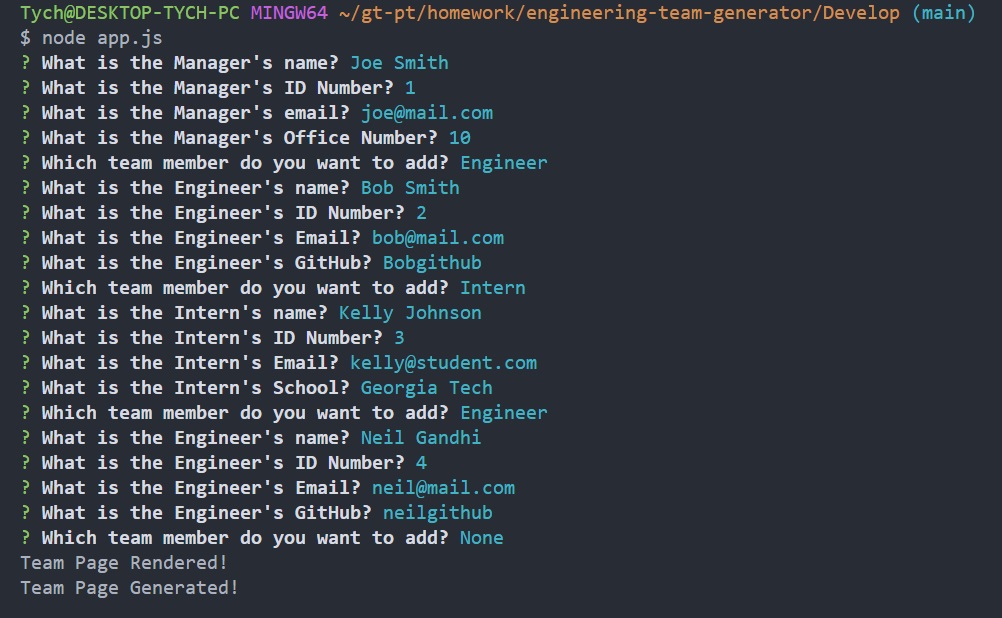 Tych@DESKTOP-TYCH-PC MINGW64 ~/gt-pt/homework/engineering-team-generator/Develop (main)
$ node app.js
? What is the Manager's name? Joe Smith
? What is the Manager's ID Number? 1
? What is the Manager's email? joe@mail.com
? What is the Manager's Office Number? 10
? Which team member do you want to add? Engineer
? What is the Engineer's name? Bob Smith
? What is the Engineer's ID Number? 2
? What is the Engineer's Email? bob@mail.com
? What is the Engineer's GitHub? Bobgithub
? Which team member do you want to add? Intern
? What is the Intern's name? Kelly Johnson
? What is the Intern's ID Number? 3
? What is the Intern's Email? kelly@student.com
? What is the Intern's School? Georgia Tech
? Which team member do you want to add? Engineer
? What is the Engineer's name? Neil Gandhi
? What is the Engineer's ID Number? 4
? What is the Engineer's Email? neil@mail.com
? What is the Engineer's GitHub? neilgithub
? Which team member do you want to add? None
Team Page Rendered!
Team Page Generated!